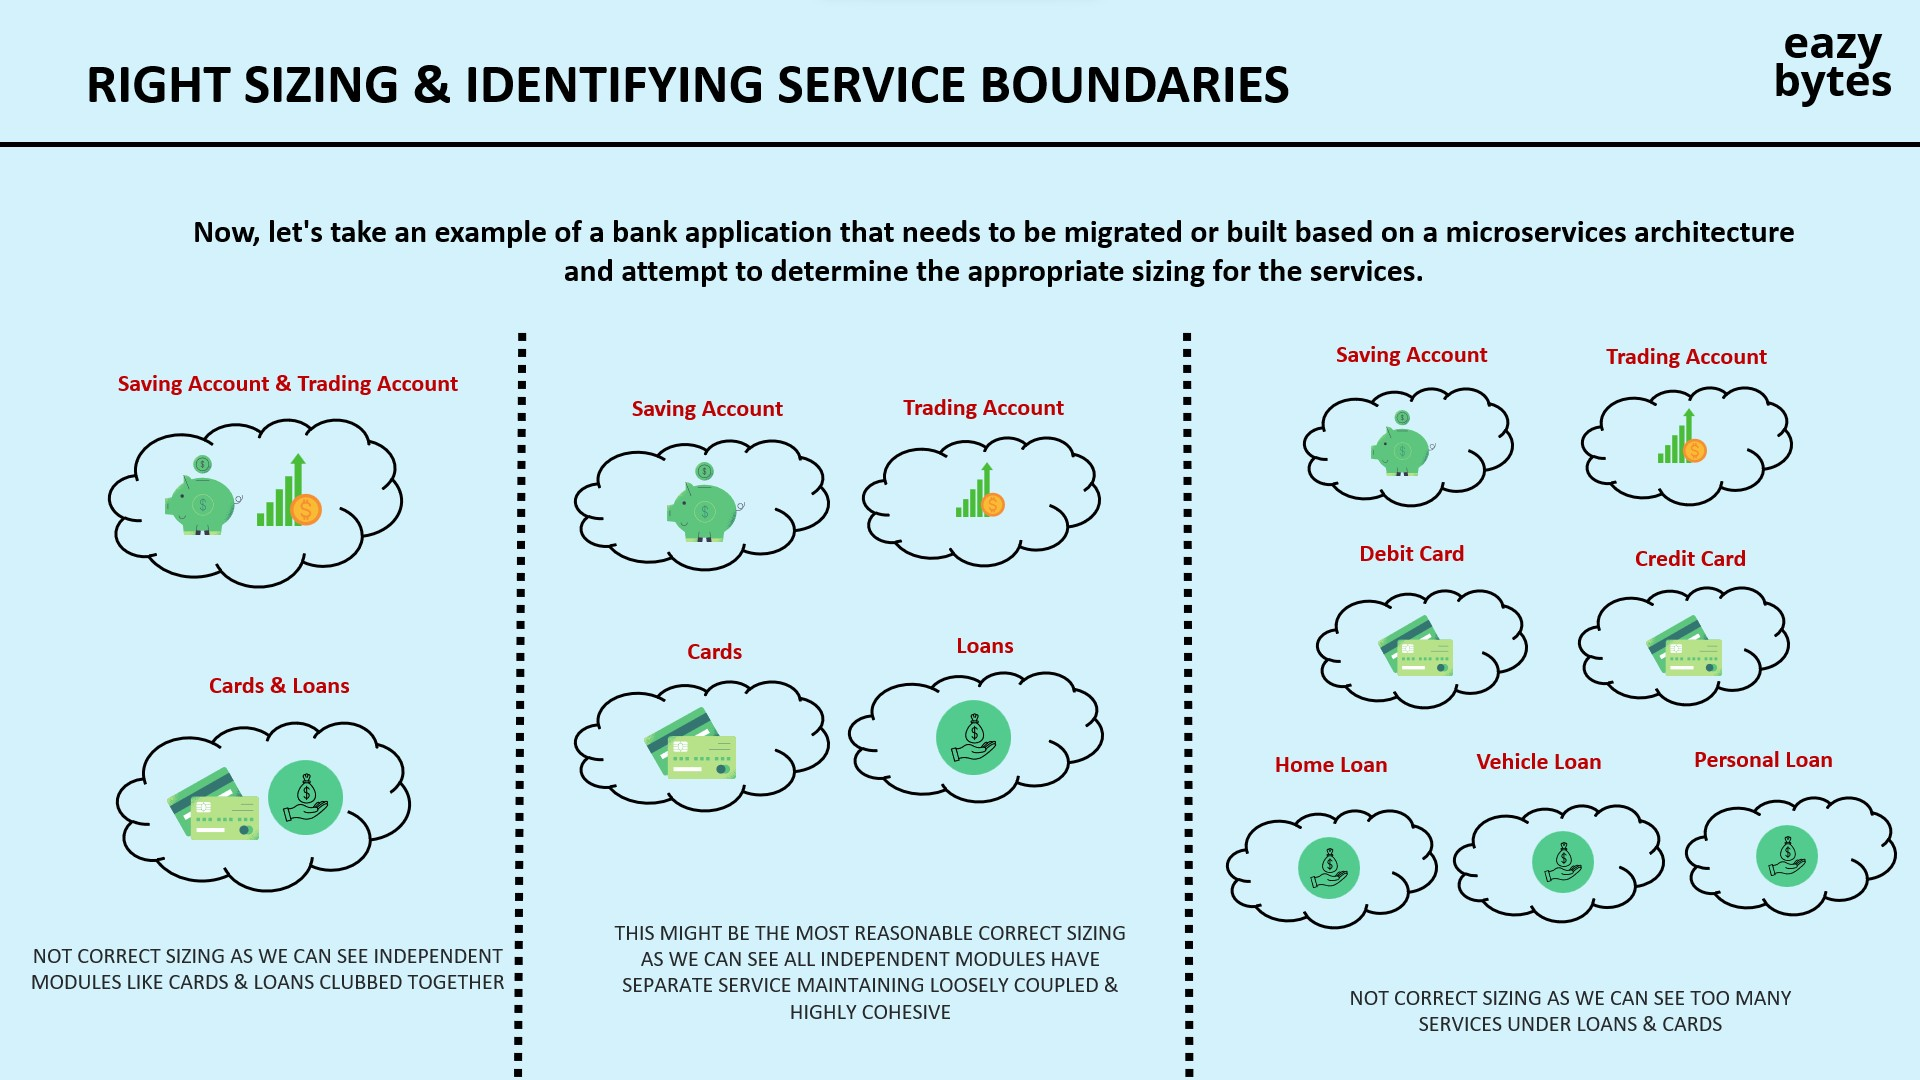 RIGHT SIZING & IDENTIFYING SERVICE BOUNDARIES
eazy
bytes
Now, let's take an example of a bank application that needs to be migrated or built based on a microservices architecture
and attempt to determine the appropriate sizing for the services.
Saving Account & Trading Account
Cards & Loans
NOT CORRECT SIZING AS WE CAN SEE INDEPENDENT
MODULES LIKE CARDS & LOANS CLUBBED TOGETHER
Saving Account
Trading Account
Cards
Loans
THIS MIGHT BE THE MOST REASONABLE CORRECT SIZING
AS WE CAN SEE ALL INDEPENDENT MODULES HAVE
SEPARATE SERVICE MAINTAINING LOOSELY COUPLED &
HIGHLY COHESIVE
Saving Account
Trading Account
Debit Card
Credit Card
Home Loan
Vehicle Loan
Personal Loan
NOT CORRECT SIZING AS WE CAN SEE TOO MANY
SERVICES UNDER LOANS & CARDS